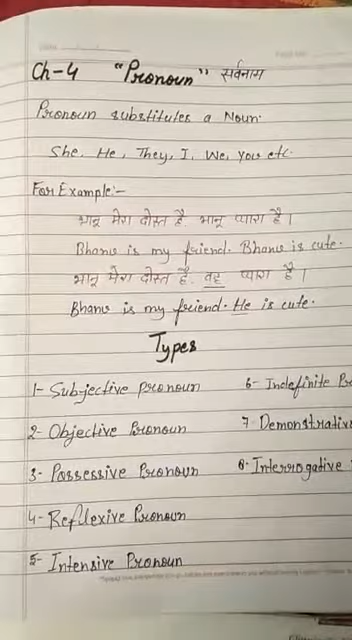 Ch-4 "Pronoun" सर्वनाम
Pronoun substitutes a Noun.
She, He, They, I, We, You etc.
For Example:-
भानू मेरा दोस्त है. भानू प्यारा है।
Bhanu is my friend. Bhanu is cute.
भानू मेरा दोस्त है. वह प्यारा है।
Bhanu is my friend. He is cute.
Types
1- Subjective pronoun
2- Objective Pronoun
3- Possessive Pronoun
4- Reflexive Pronoun
5- Intensive Pronoun
6- Indefinite Pr
7- Demonstrativ
8- Interrogative